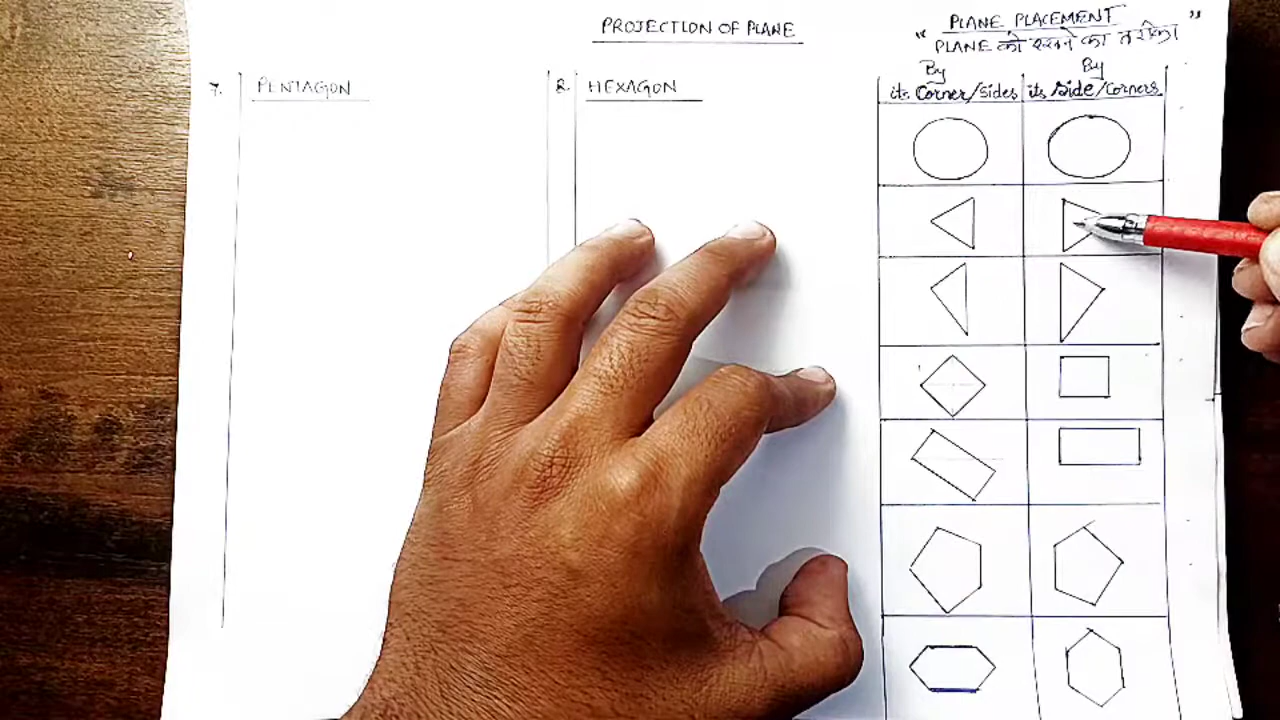 PROJECTION OF PLANE
PLANE PLACEMENT
"PLANE को रखने का तरीका"
7. PENTAGON
8. HEXAGON
By its Corner/Sides
By its Side/Corners